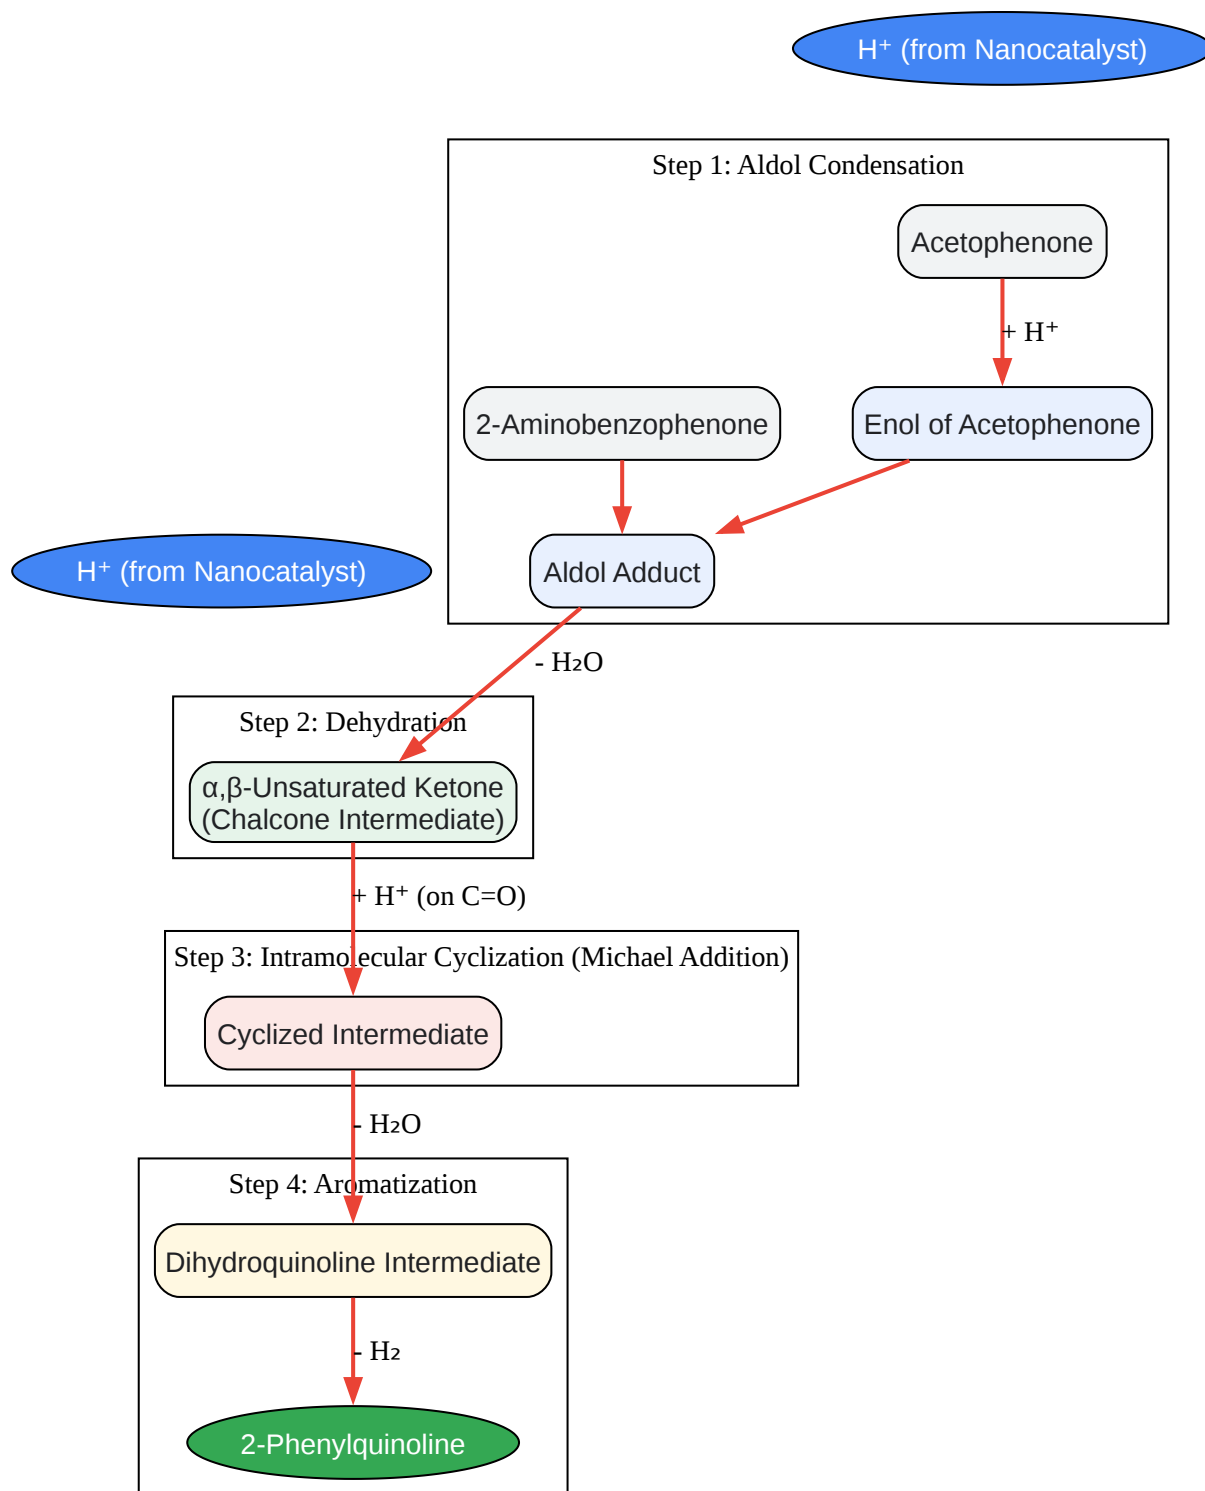 H⁺ (from Nanocatalyst)
Step 1: Aldol Condensation
Acetophenone
+ H⁺
2-Aminobenzophenone
Enol of Acetophenone
H⁺ (from Nanocatalyst)
Aldol Adduct
- H₂O
Step 2: Dehydration
α,β-Unsaturated Ketone
(Chalcone Intermediate)
+ H⁺ (on C=O)
Step 3: Intramolecular Cyclization (Michael Addition)
Cyclized Intermediate
- H₂O
Step 4: Aromatization
Dihydroquinoline Intermediate
- H₂
2-Phenylquinoline